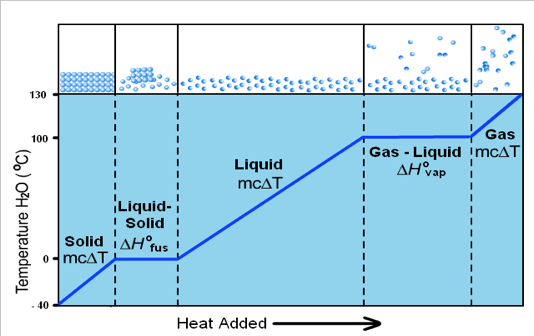 130
100
0
- 40
Temperature H2O (°C)
Solid
mcΔT
Liquid-
Solid
ΔH°fus
Liquid
mcΔT
Gas - Liquid
ΔH°vap
Gas
mcΔT
Heat Added